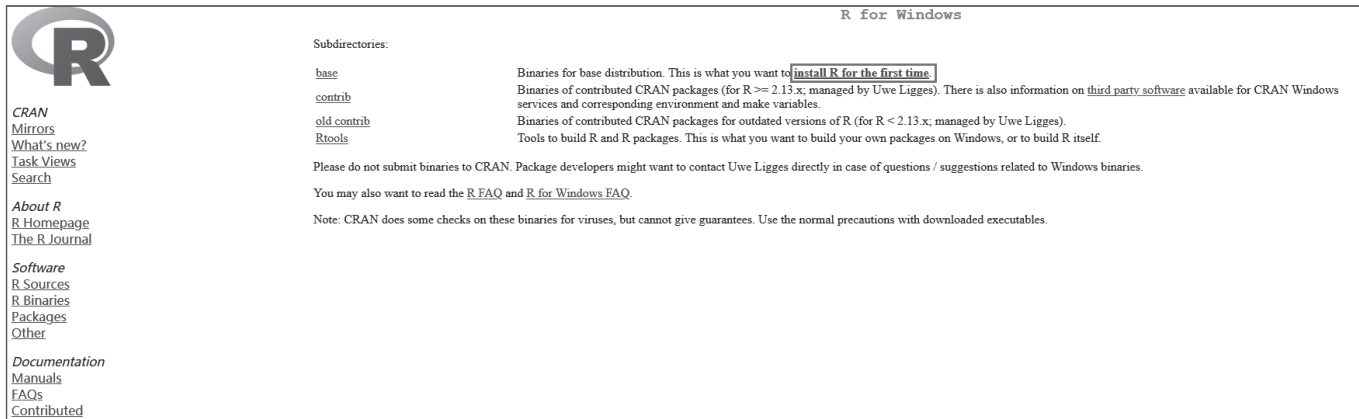 R
CRAN
Mirrors
What's new?
Task Views
Search
About R
R Homepage
The R Journal
Software
R Sources
R Binaries
Packages
Other
Documentation
Manuals
FAQs
Contributed
R for Windows
Subdirectories:
base Binaries for base distribution. This is what you want to install R for the first time.
contrib Binaries of contributed CRAN packages (for R >= 2.13.x; managed by Uwe Ligges). There is also information on third party software available for CRAN Windows
services and corresponding environment and make variables.
old contrib Binaries of contributed CRAN packages for outdated versions of R (for R < 2.13.x; managed by Uwe Ligges).
Rtools Tools to build R and R packages. This is what you want to build your own packages on Windows, or to build R itself.
Please do not submit binaries to CRAN. Package developers might want to contact Uwe Ligges directly in case of questions / suggestions related to Windows binaries.
You may also want to read the R FAQ and R for Windows FAQ.
Note: CRAN does some checks on these binaries for viruses, but cannot give guarantees. Use the normal precautions with downloaded executables.